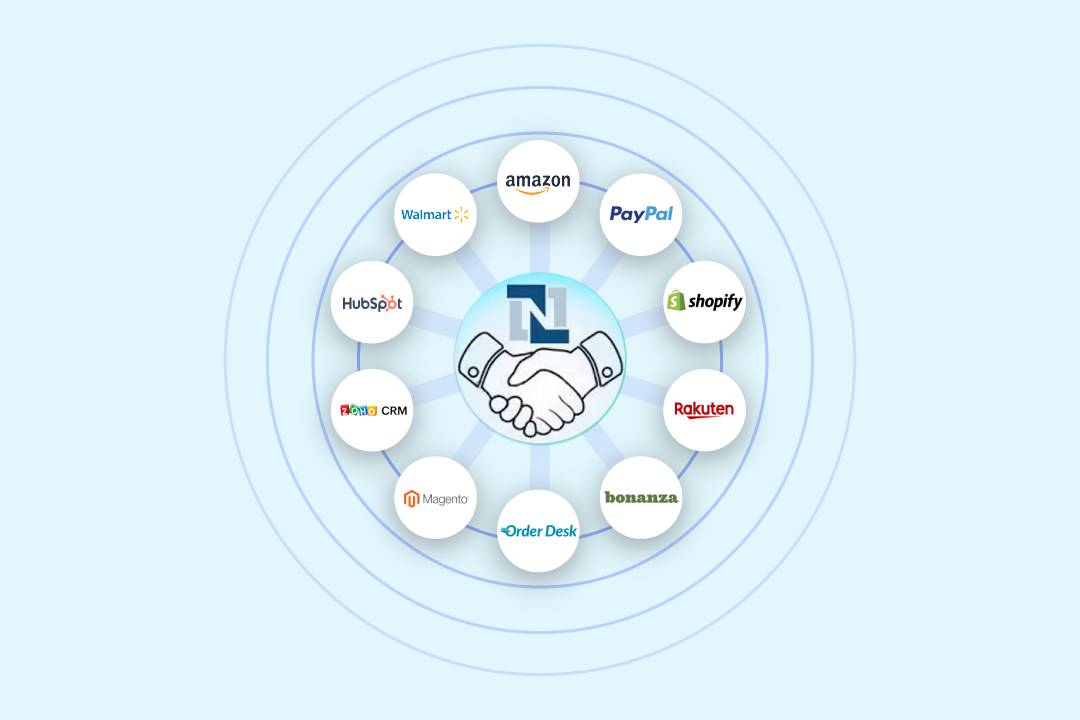 amazon
Walmart
PayPal
HubSpot
shopify
N
ZOHO CRM
Rakuten
Magento
bonanza
Order Desk